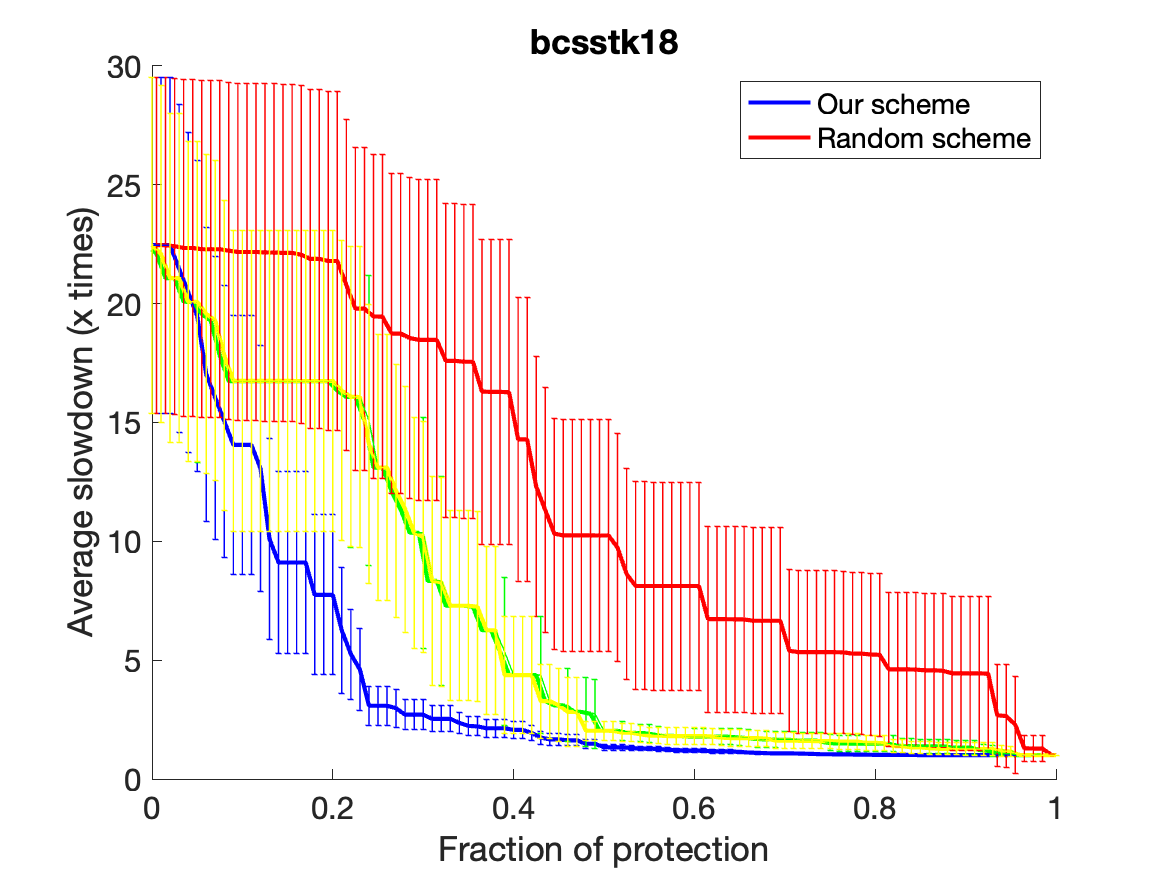 bcsstk18
Our scheme
Random scheme
Average slowdown (x times)
30
25
20
15
10
5
0
0 0.2 0.4 0.6 0.8 1
Fraction of protection